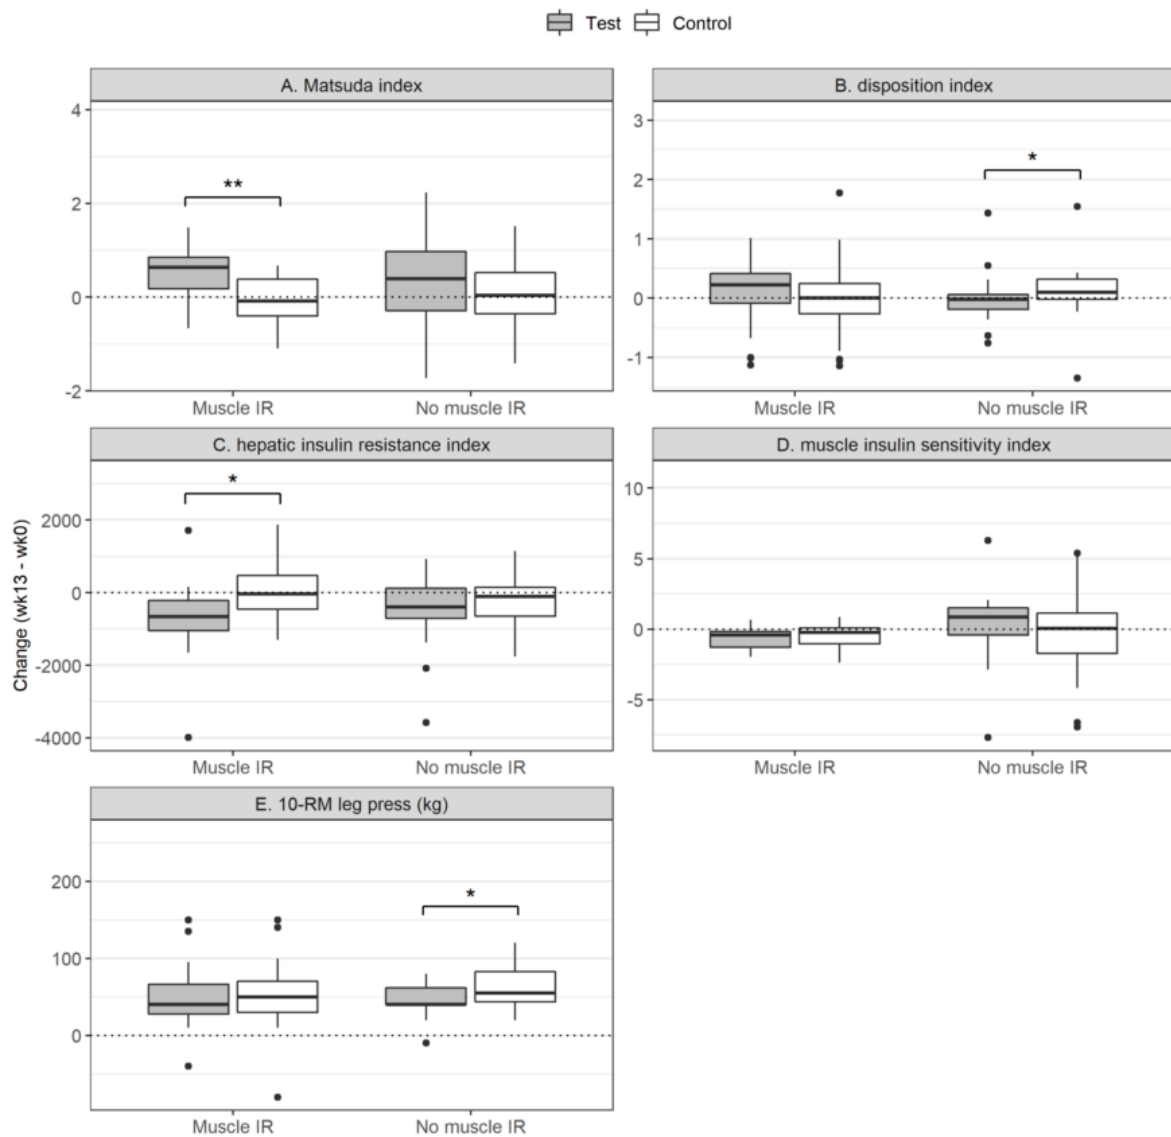 Test Control
A. Matsuda index
4
2
0
-2
**
Muscle IR No muscle IR
B. disposition index
3
2
1
0
-1
*
Muscle IR No muscle IR
C. hepatic insulin resistance index
2000
0
-2000
-4000
*
Muscle IR No muscle IR
D. muscle insulin sensitivity index
10
5
0
-5
Muscle IR No muscle IR
Change (wk13 - wk0)
E. 10-RM leg press (kg)
200
100
0
*
Muscle IR No muscle IR